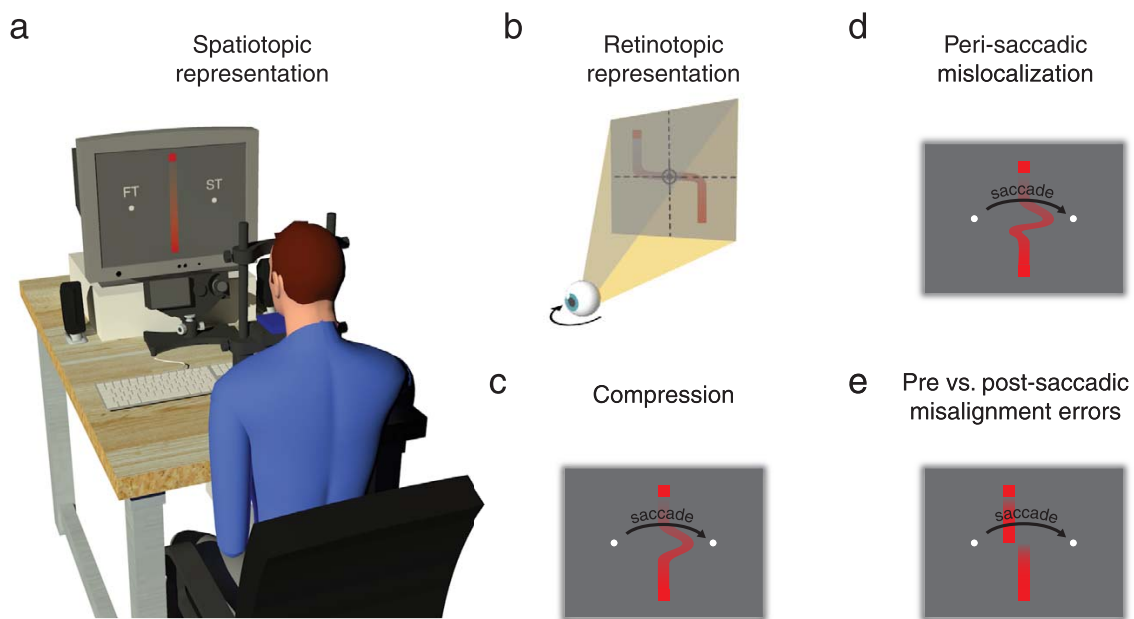 a
Spatiotopic
representation
FT
ST
b
Retinotopic
representation
c
Compression
saccade
d
Peri-saccadic
mislocalization
saccade
e
Pre vs. post-saccadic
misalignment errors
saccade